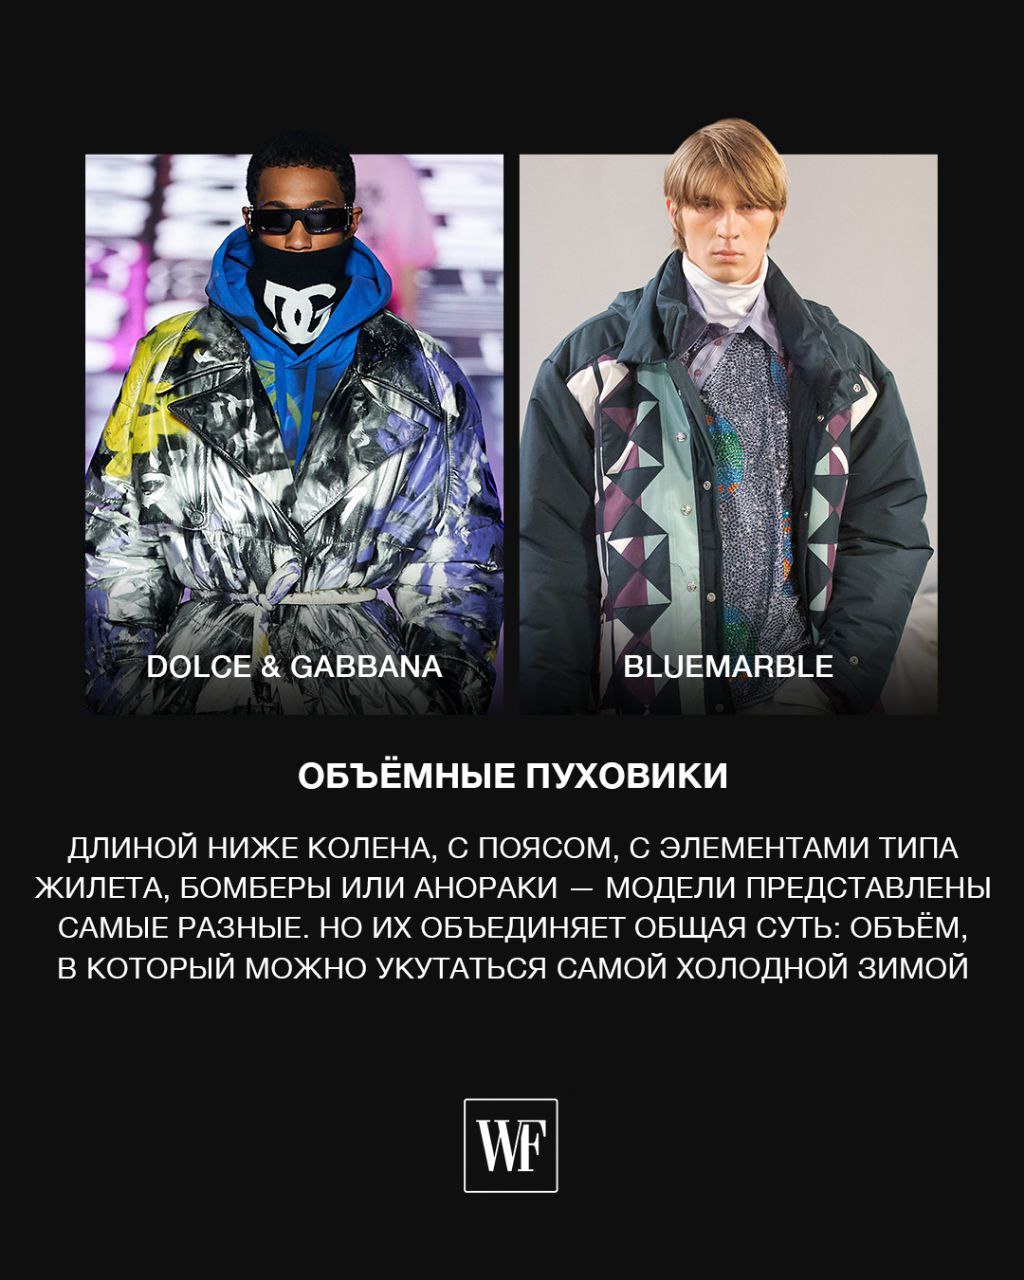 DG
DOLCE & GABBANA
BLUEMARBLE
ОБЪЁМНЫЕ ПУХОВИКИ
ДЛИНОЙ НИЖЕ КОЛЕНА, С ПОЯСОМ, С ЭЛЕМЕНТАМИ ТИПА
ЖИЛЕТА, БОМБЕРЫ ИЛИ АНОРАКИ — МОДЕЛИ ПРЕДСТАВЛЕНЫ
САМЫЕ РАЗНЫЕ. НО ИХ ОБЪЕДИНЯЕТ ОБЩАЯ СУТЬ: ОБЪЁМ,
В КОТОРЫЙ МОЖНО УКУТАТЬСЯ САМОЙ ХОЛОДНОЙ ЗИМОЙ
WF